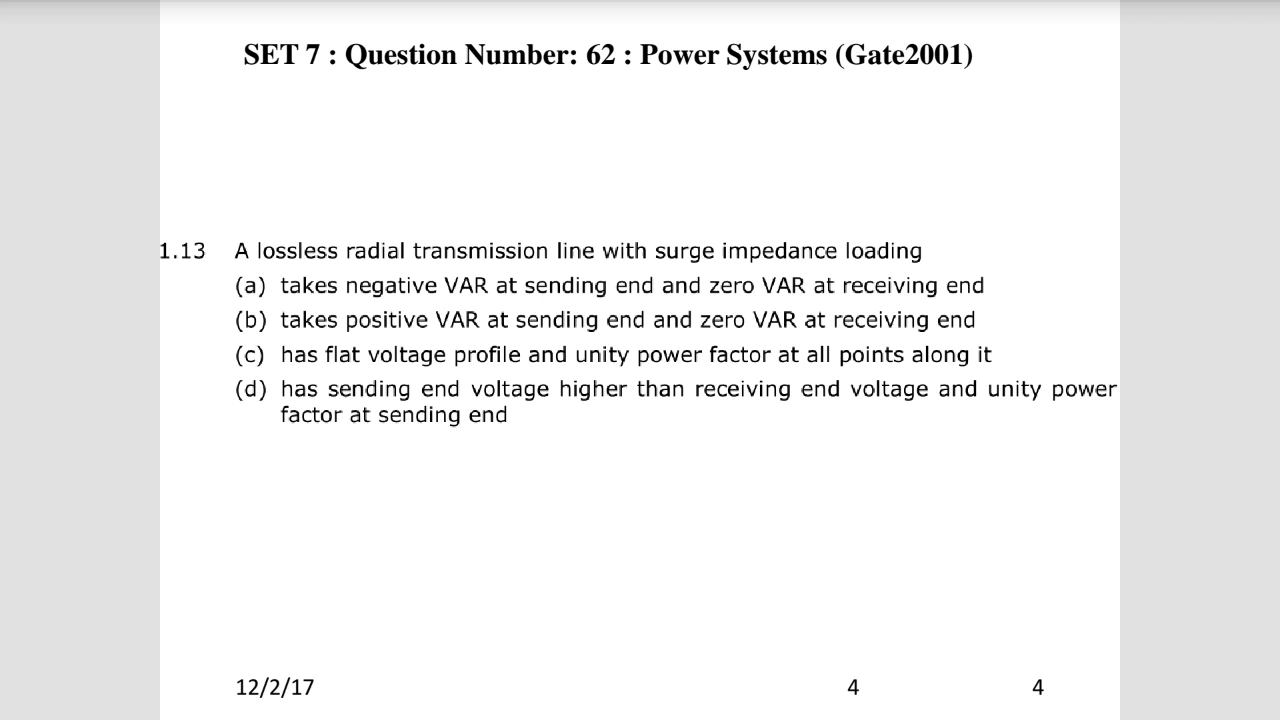 SET 7 : Question Number: 62 : Power Systems (Gate2001)
1.13 A lossless radial transmission line with surge impedance loading
(a) takes negative VAR at sending end and zero VAR at receiving end
(b) takes positive VAR at sending end and zero VAR at receiving end
(c) has flat voltage profile and unity power factor at all points along it
(d) has sending end voltage higher than receiving end voltage and unity power
factor at sending end
12/2/17 4 4